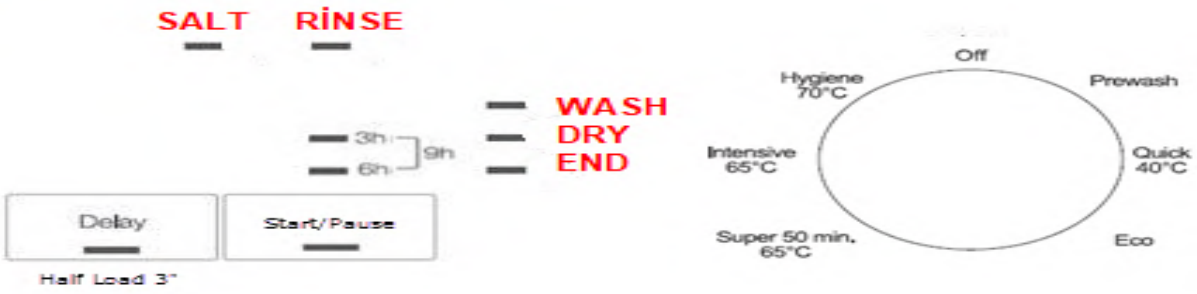 SALT RİNSE
Off
Hygiene
70°C
Prewash
WASH
3h
DRY
9h
6h
END
Intensive
65°C
Quick
40°C
Delay
Start/Pause
Super 50 min.
65°C
Eco
Half Load 3"